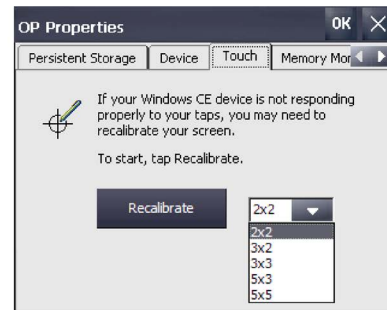 OP Properties OK
Persistent Storage Device Touch Memory Mor
If your Windows CE device is not responding
properly to your taps, you may need to
recalibrate your screen.
To start, tap Recalibrate.
Recalibrate 2x2
2x2
3x2
3x3
5x3
5x5